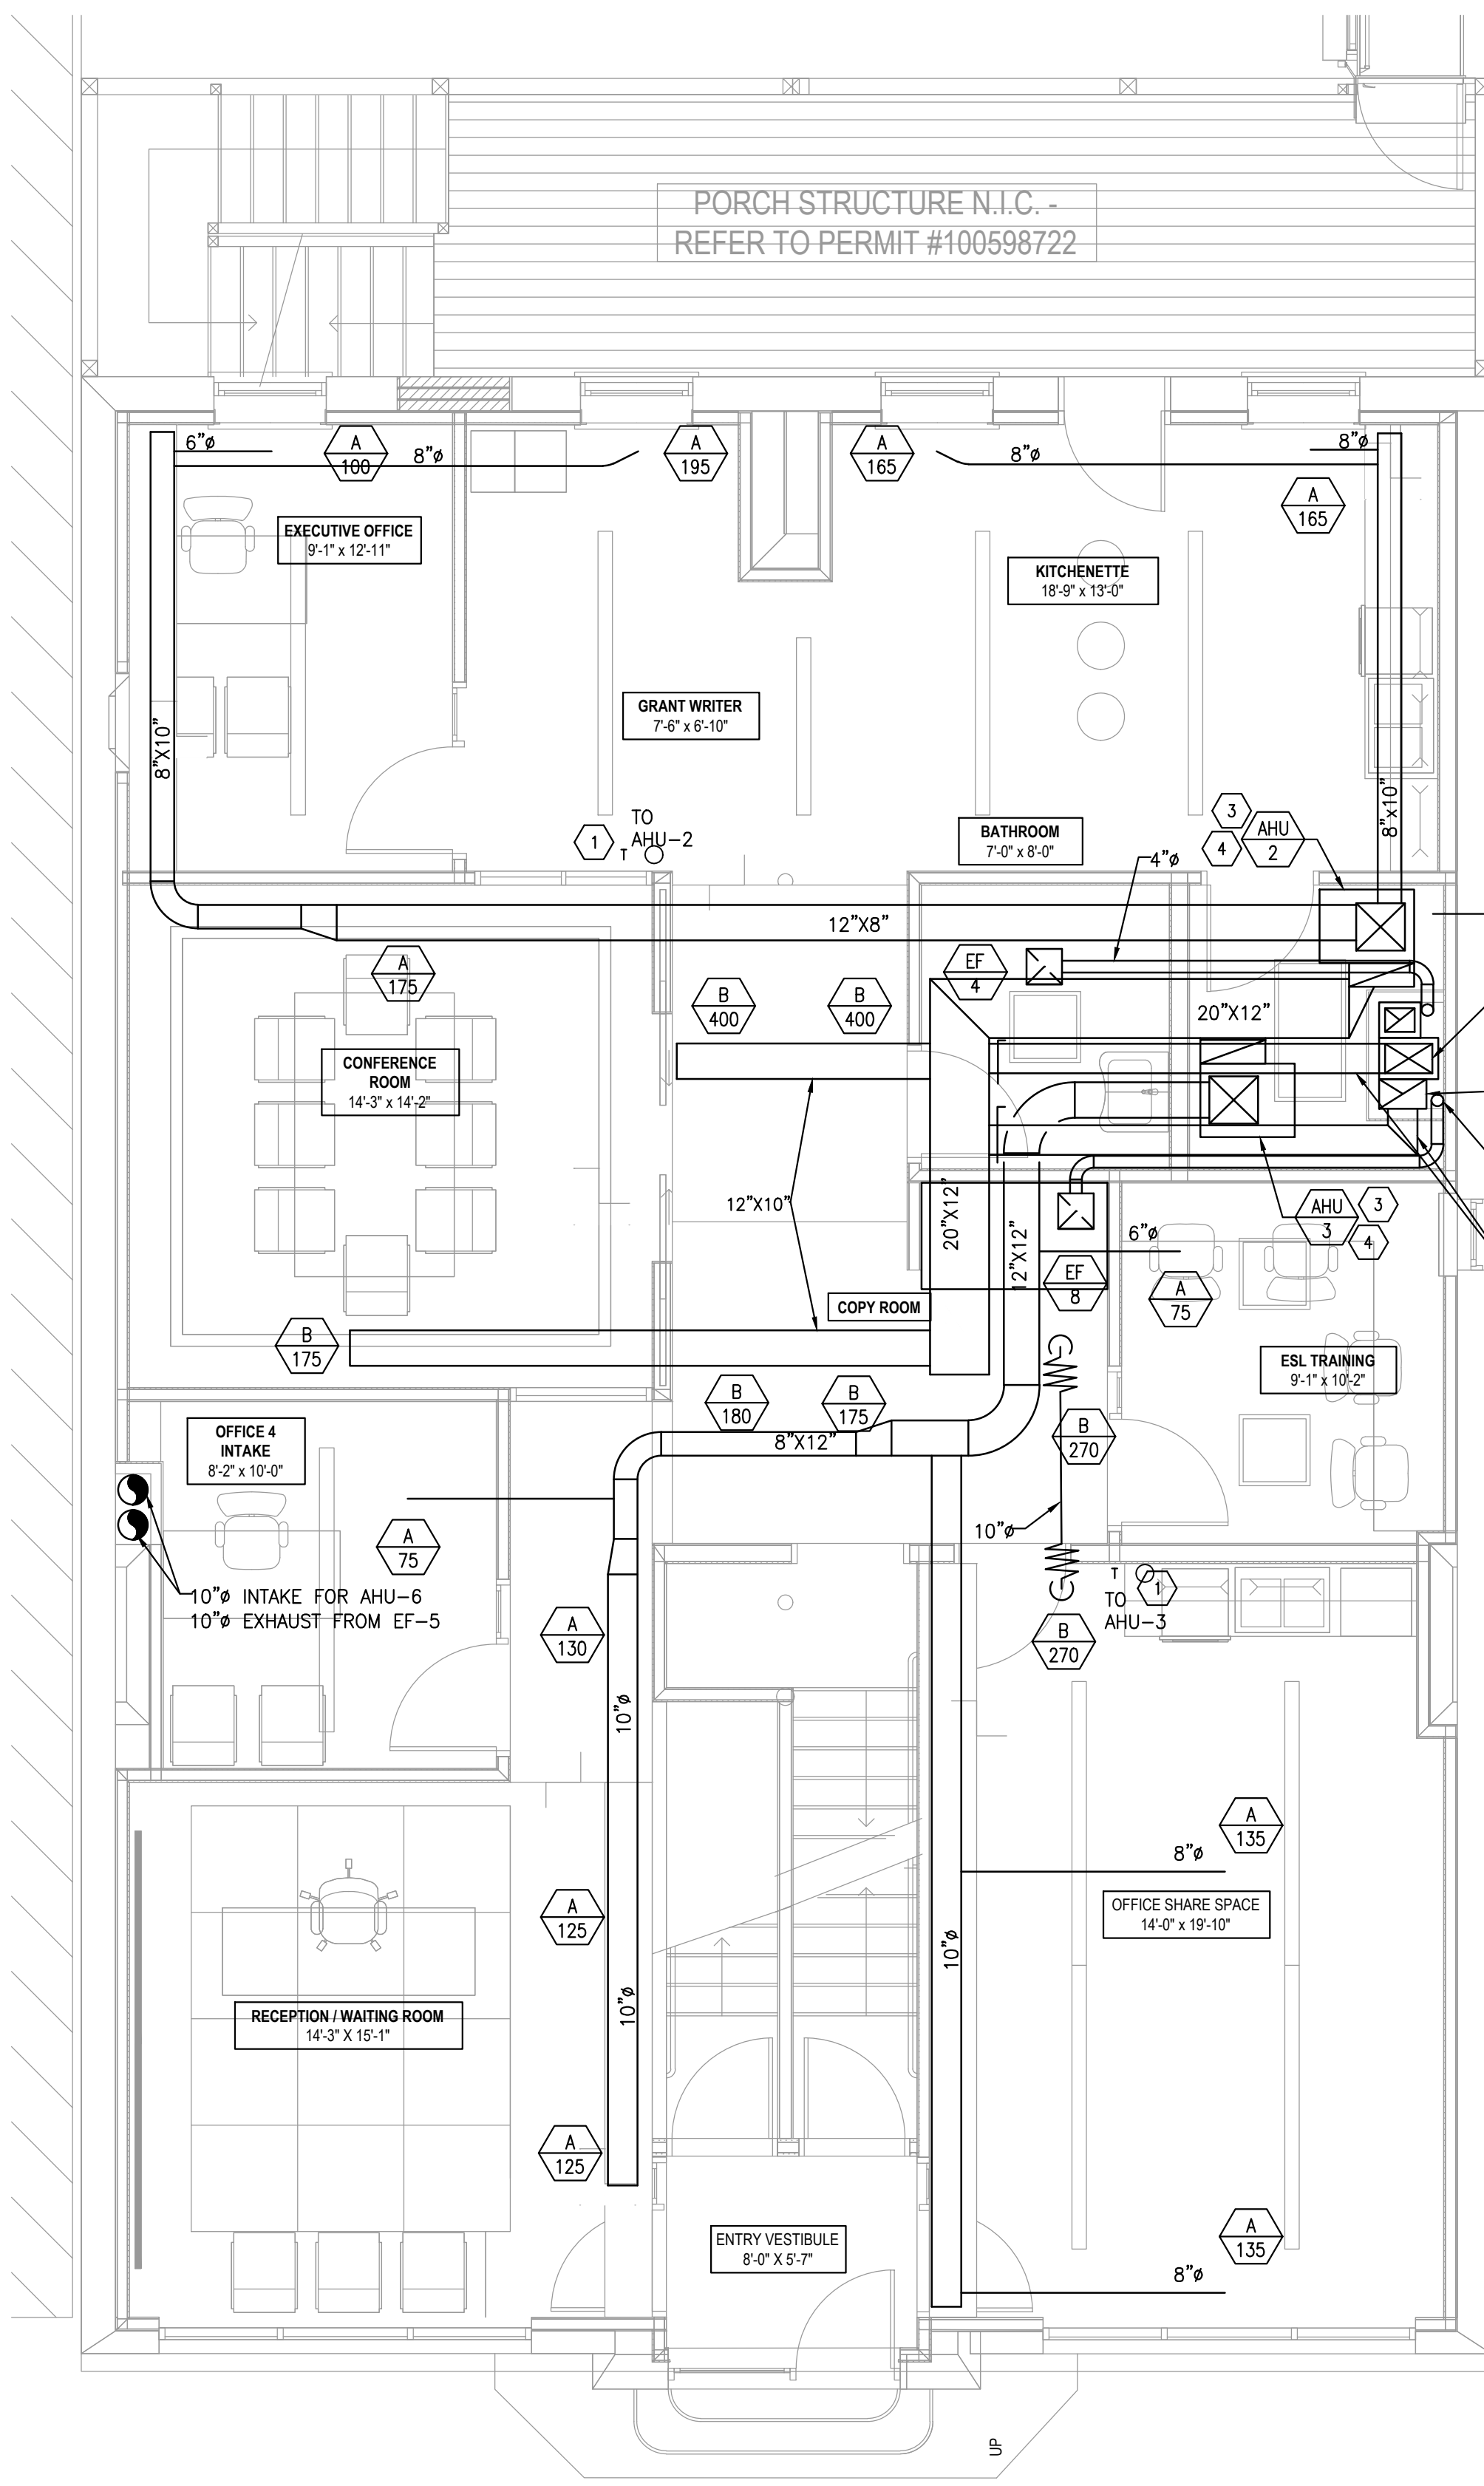 PORCH STRUCTURE N.I.C. -
REFER TO PERMIT #100598722
6"ø
A
100
8"ø
A
195
A
165
8"ø
8"ø
A
165
EXECUTIVE OFFICE
9'-1" x 12'-11"
KITCHENETTE
18'-9" x 13'-0"
GRANT WRITER
7'-6" x 6'-10"
8"X10"
8"x10"
1
T
TO
AHU-2
BATHROOM
7'-0" x 8'-0"
3
4
AHU
2
4"ø
12"X8"
A
175
EF
4
B
400
B
400
20"X12"
CONFERENCE
ROOM
14'-3" x 14'-2"
12"X10"
20"X12"
12"X12"
AHU
3
3
4
6"ø
EF
8
A
75
COPY ROOM
B
175
ESL TRAINING
9'-1" x 10'-2"
B
180
B
175
8"X12"
B
270
OFFICE 4
INTAKE
8'-2" x 10'-0"
10"ø
A
75
10"ø INTAKE FOR AHU-6
10"ø EXHAUST FROM EF-5
T
1
TO
AHU-3
A
130
B
270
10"ø
A
135
8"ø
OFFICE SHARE SPACE
14'-0" x 19'-10"
A
125
10"ø
10"ø
RECEPTION / WAITING ROOM
14'-3" X 15'-1"
A
125
ENTRY VESTIBULE
8'-0" X 5'-7"
A
135
8"ø
UP